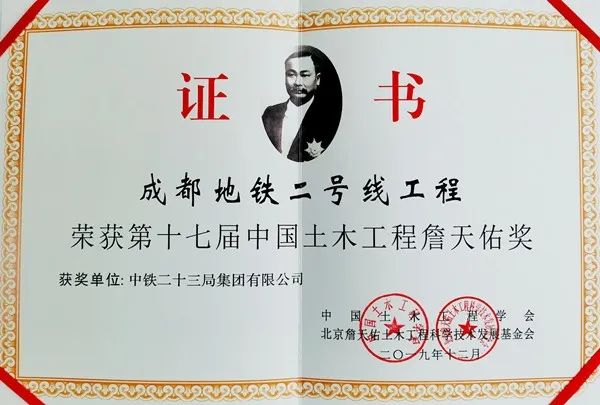 证书
成都地铁二号线工程
荣获第十七届中国土木工程詹天佑奖
获奖单位:中铁二十三局集团有限公司
中国土木工程学会
北京詹天佑土木工程科学技术发展基金会
二〇一九年十二月